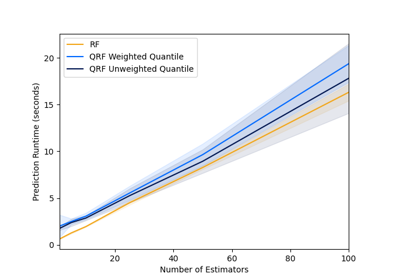 RF
QRF Weighted Quantile
QRF Unweighted Quantile
Prediction Runtime (seconds)
20
15
10
5
0
20
40
60
80
100
Number of Estimators